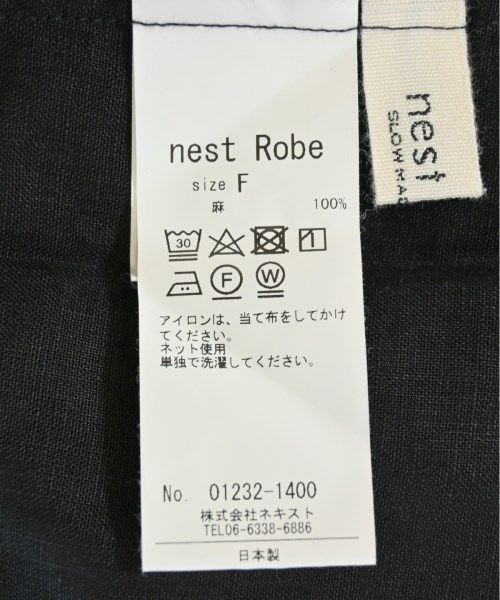 nest Robe
size F
麻 100%
30
F W
アイロンは、当て布をしてかけ
てください。
ネット使用
単独で洗濯してください。
No. 01232-1400
株式会社ネキスト
TEL06-6338-6886
日本製
nest
SLOW MADE